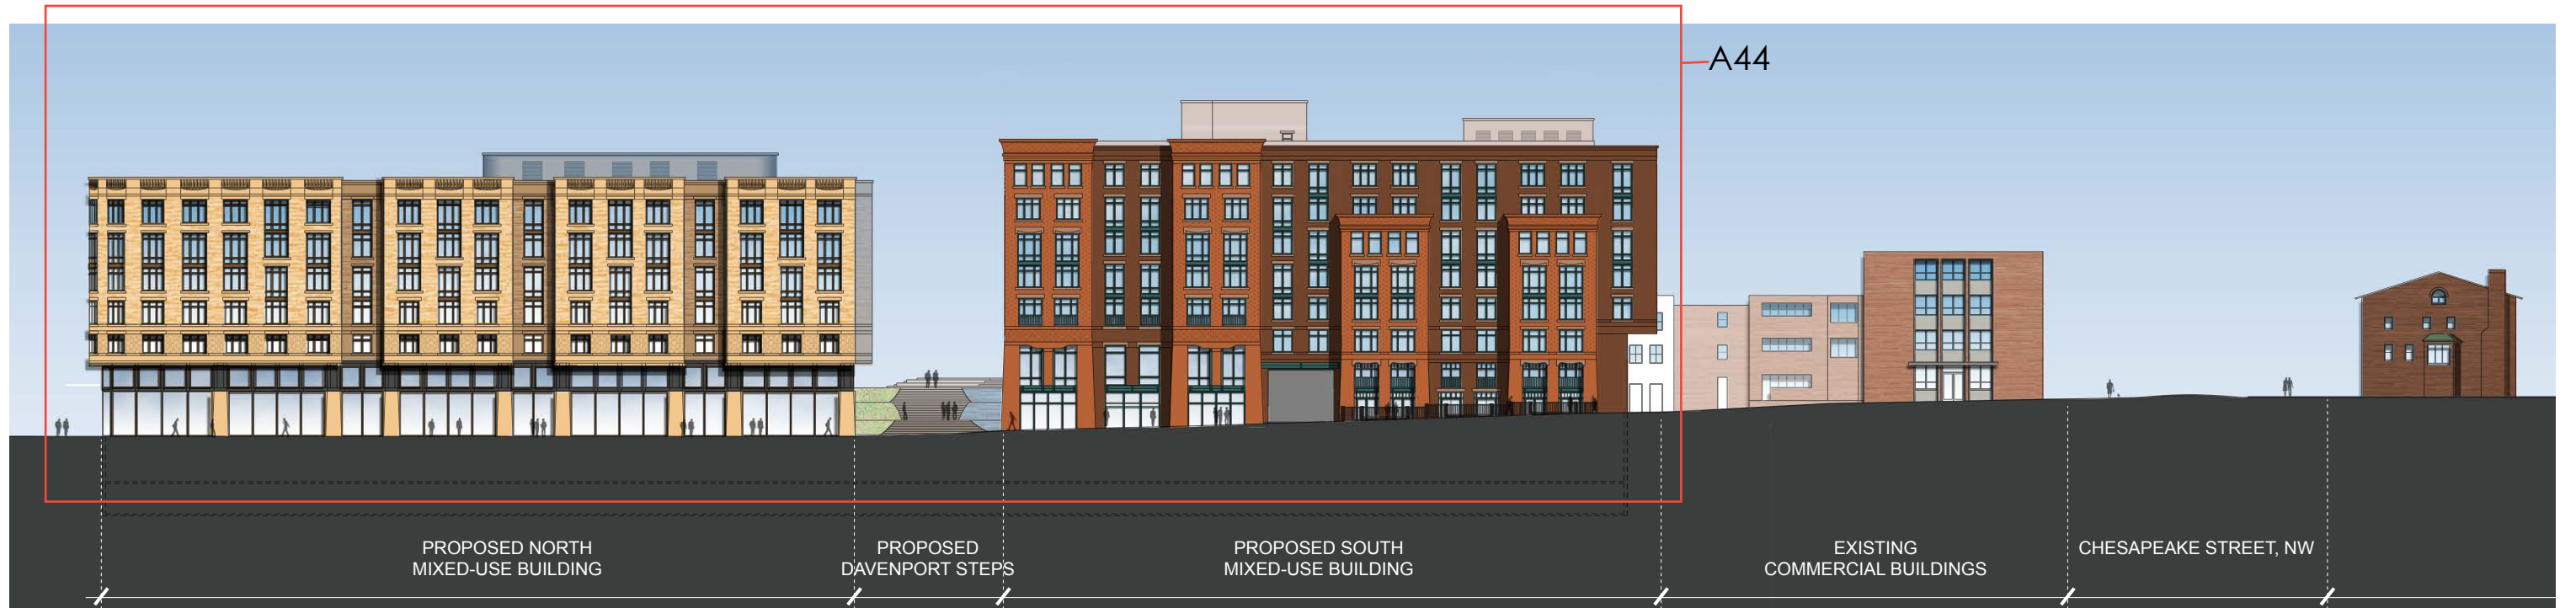 A44
PROPOSED NORTH
MIXED-USE BUILDING
PROPOSED
DAVENPORT STEPS
PROPOSED SOUTH
MIXED-USE BUILDING
EXISTING
COMMERCIAL BUILDINGS
CHESAPEAKE STREET, NW